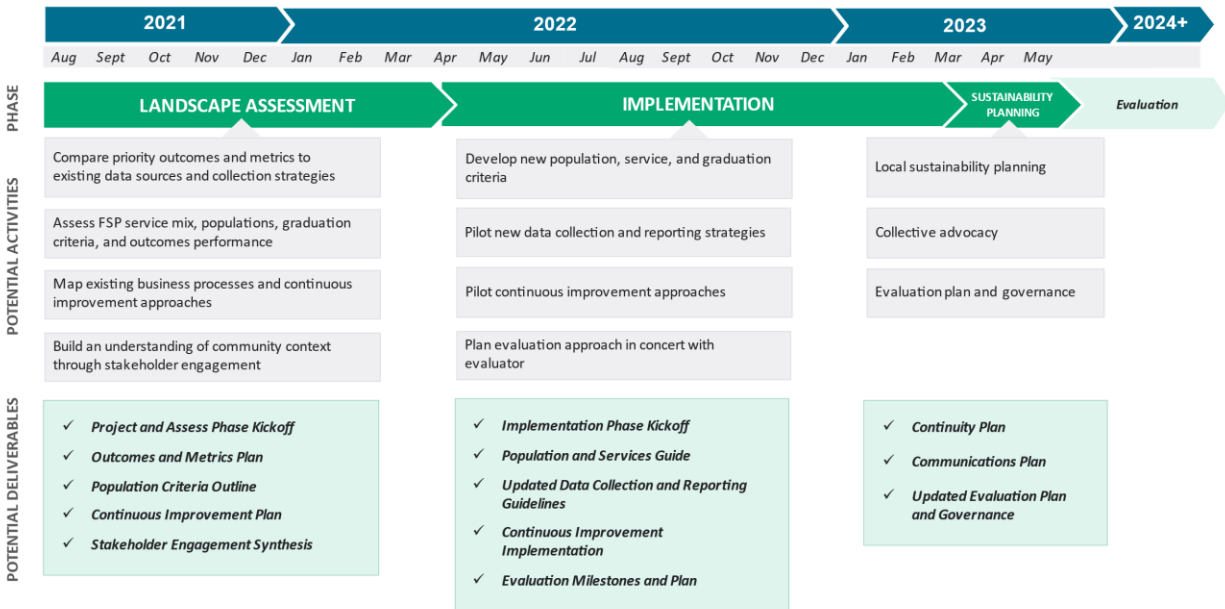 2021 2022 2023 2024+
Aug Sept Oct Nov Dec Jan Feb Mar Apr May Jun Jul Aug Sept Oct Nov Dec Jan Feb Mar Apr May
PHASE
LANDSCAPE ASSESSMENT
IMPLEMENTATION
SUSTAINABILITY
PLANNING
Evaluation
POTENTIAL ACTIVITIES
Compare priority outcomes and metrics to
existing data sources and collection strategies
Assess FSP service mix, populations, graduation
criteria, and outcomes performance
Map existing business processes and continuous
improvement approaches
Build an understanding of community context
through stakeholder engagement
Develop new population, service, and graduation
criteria
Pilot new data collection and reporting strategies
Pilot continuous improvement approaches
Plan evaluation approach in concert with
evaluator
Local sustainability planning
Collective advocacy
Evaluation plan and governance
POTENTIAL DELIVERABLES
✓ Project and Assess Phase Kickoff
✓ Outcomes and Metrics Plan
✓ Population Criteria Outline
✓ Continuous Improvement Plan
✓ Stakeholder Engagement Synthesis
✓ Implementation Phase Kickoff
✓ Population and Services Guide
✓ Updated Data Collection and Reporting
Guidelines
✓ Continuous Improvement
Implementation
✓ Evaluation Milestones and Plan
✓ Continuity Plan
✓ Communications Plan
✓ Updated Evaluation Plan
and Governance